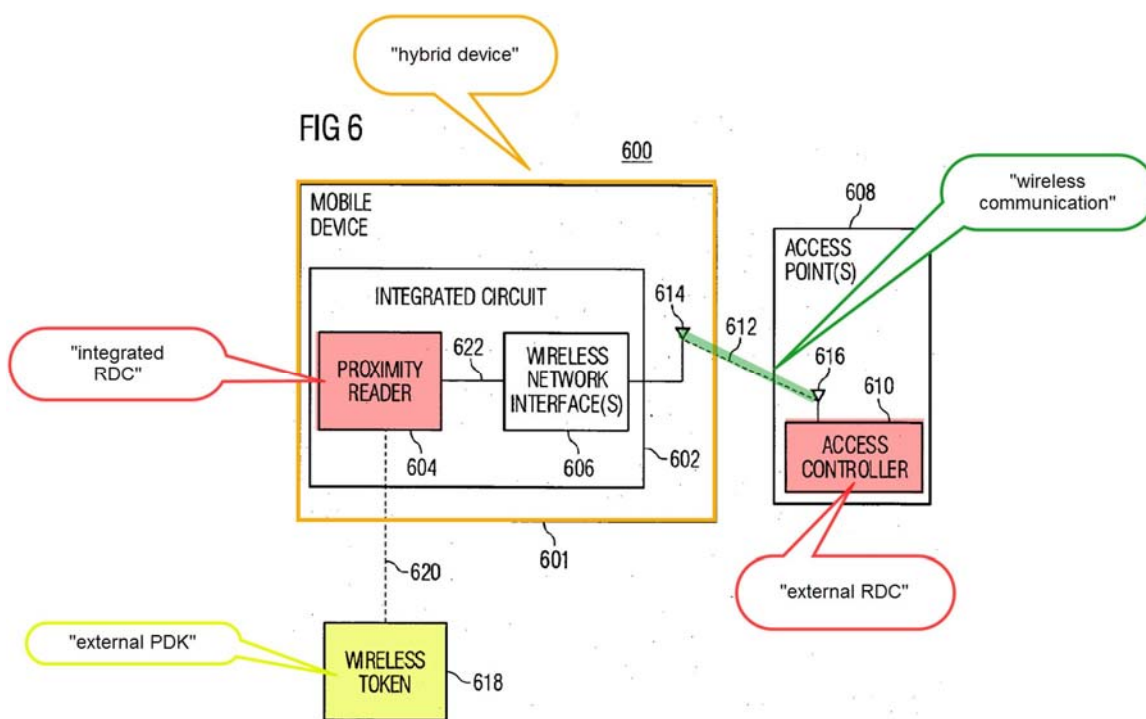 "hybrid device"
FIG 6
600
MOBILE
DEVICE
608
"wireless
communication"
ACCESS
POINT(S)
INTEGRATED CIRCUIT
614
612
616
"integrated
RDC"
PROXIMITY
READER
622
WIRELESS
NETWORK
INTERFACE(S)
610
ACCESS
CONTROLLER
604
606
602
601
620
"external RDC"
"external PDK"
WIRELESS
TOKEN
618